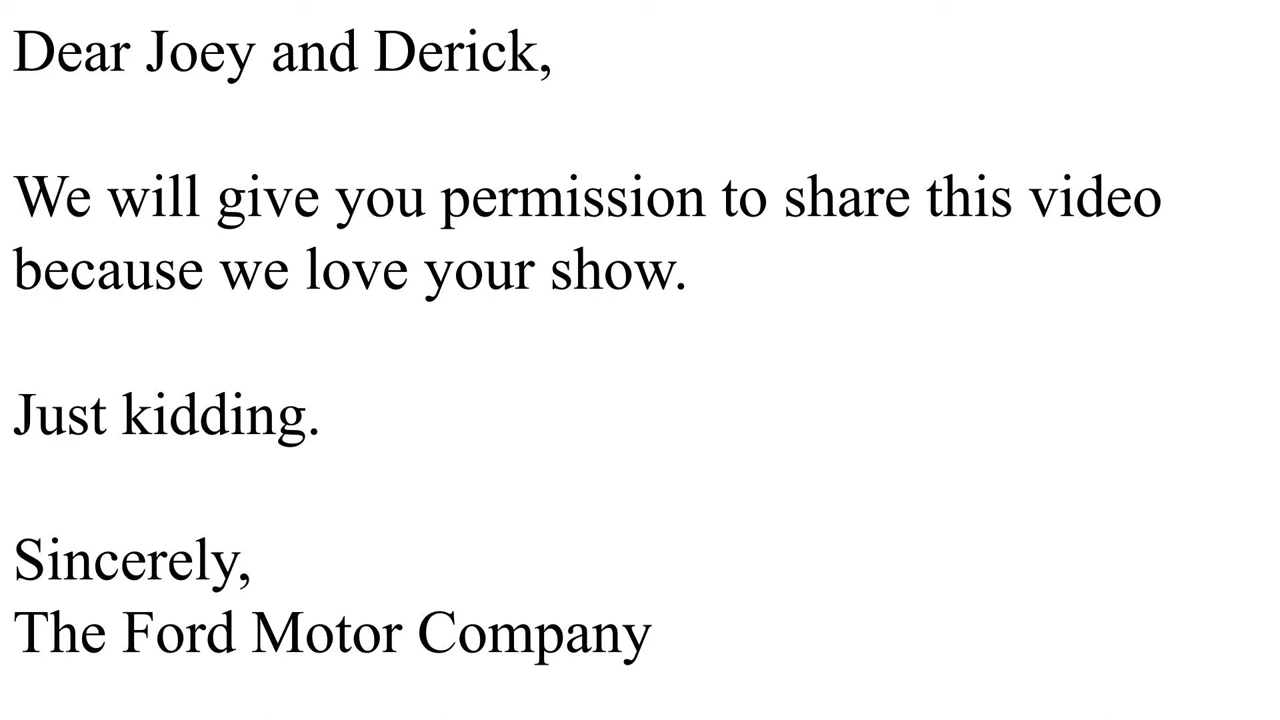 Dear Joey and Derick,
We will give you permission to share this video
because we love your show.
Just kidding.
Sincerely,
The Ford Motor Company